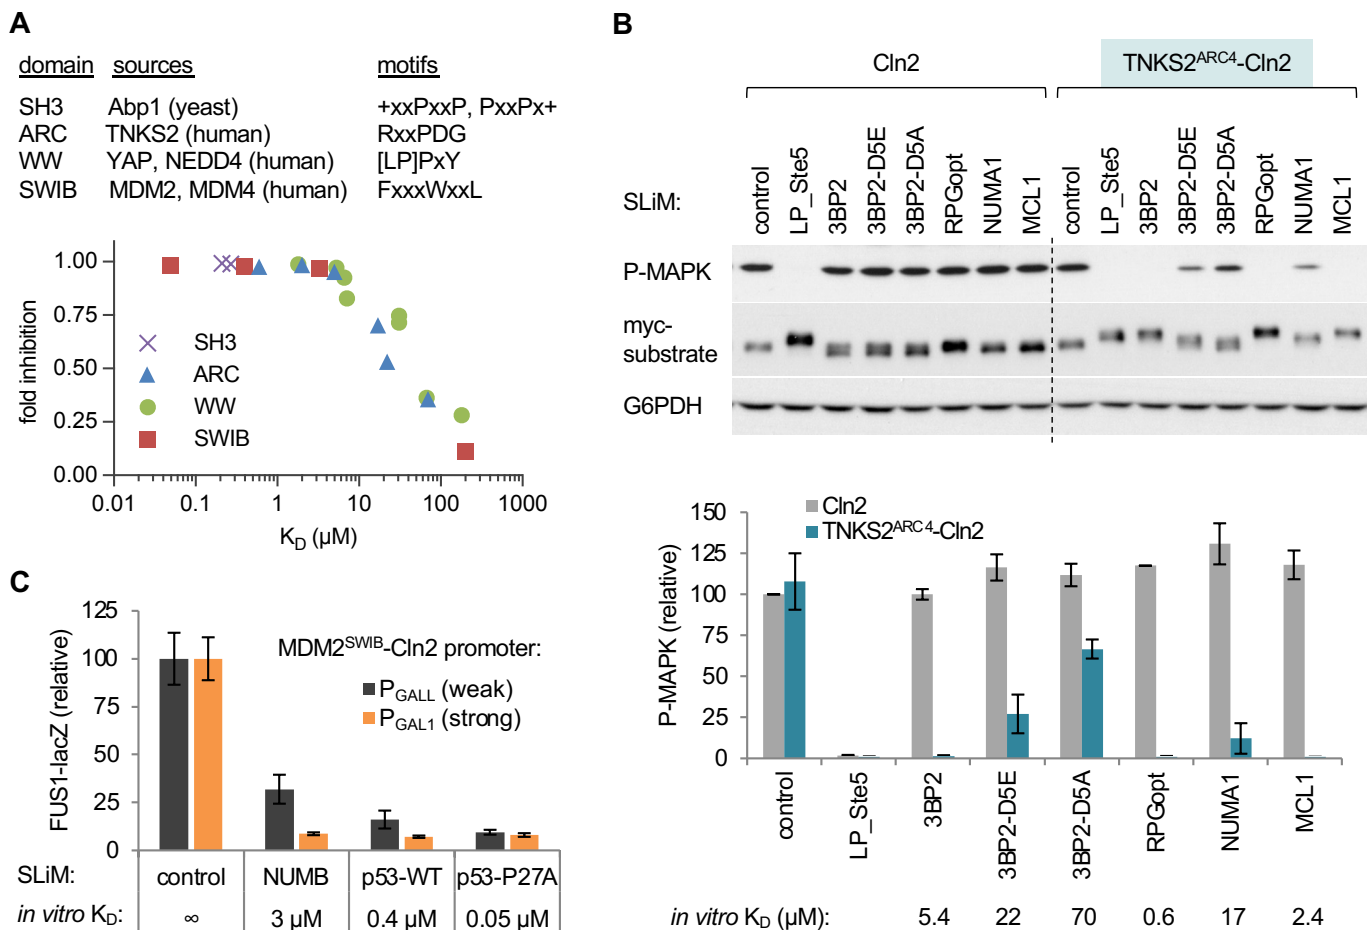 A
domain sources motifs
SH3 Abp1 (yeast) +xxPxxP, PxxPx+
ARC TNKS2 (human) RxxPDG
WW YAP, NEDD4 (human) [LP]PxY
SWIB MDM2, MDM4 (human) FxxxWxxL
fold inhibition
1.00
0.75
0.50
0.25
0.00
SH3
ARC
WW
SWIB
0.01 0.1 1 10 100 1000
KD (µM)
B
Cln2 TNKS2ARC4-Cln2
SLiM: control LP_Ste5 3BP2 3BP2-D5E 3BP2-D5A RPGopt NUMA1 MCL1 control LP_Ste5 3BP2 3BP2-D5E 3BP2-D5A RPGopt NUMA1 MCL1
P-MAPK
myc-
substrate
G6PDH
P-MAPK (relative)
150
125
100
75
50
25
0
Cln2
TNKS2ARC4-Cln2
control LP_Ste5 3BP2 3BP2-D5E 3BP2-D5A RPGopt NUMA1 MCL1
in vitro KD (µM): 5.4 22 70 0.6 17 2.4
C
FUS1-lacZ (relative)
125
100
75
50
25
0
MDM2SWIB-Cln2 promoter:
PGALL (weak)
PGAL1 (strong)
SLiM: control NUMB p53-WT p53-P27A
in vitro KD: ∞ 3 µM 0.4 µM 0.05 µM